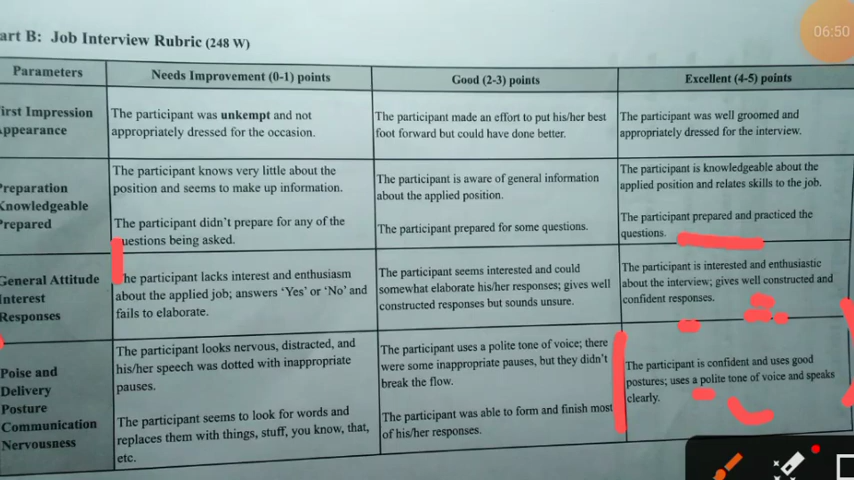 06:50
art B: Job Interview Rubric (248 W)
Parameters
Needs Improvement (0-1) points
Good (2-3) points
Excellent (4-5) points
irst Impression
ppearance
The participant was unkempt and not
appropriately dressed for the occasion.
The participant made an effort to put his/her best
foot forward but could have done better.
The participant was well groomed and
appropriately dressed for the interview.
Preparation
Knowledgeable
Prepared
The participant knows very little about the
position and seems to make up information.
The participant didn't prepare for any of the
uestions being asked.
The participant is aware of general information
about the applied position.
The participant prepared for some questions.
The participant is knowledgeable about the
applied position and relates skills to the job.
The participant prepared and practiced the
questions.
General Attitude
Interest
Responses
he participant lacks interest and enthusiasm
about the applied job; answers 'Yes' or 'No' and
fails to elaborate.
The participant seems interested and could
somewhat elaborate his/her responses; gives well
constructed responses but sounds unsure.
The participant is interested and enthusiastic
about the interview; gives well constructed and
confident responses.
Poise and
Delivery
Posture
Communication
Nervousness
The participant looks nervous, distracted, and
his/her speech was dotted with inappropriate
pauses.
The participant seems to look for words and
replaces them with things, stuff, you know, that,
etc.
The participant uses a polite tone of voice; there
were some inappropriate pauses, but they didn't
break the flow.
The participant was able to form and finish most
of his/her responses.
The participant is confident and uses good
postures; uses a polite tone of voice and speaks
clearly.